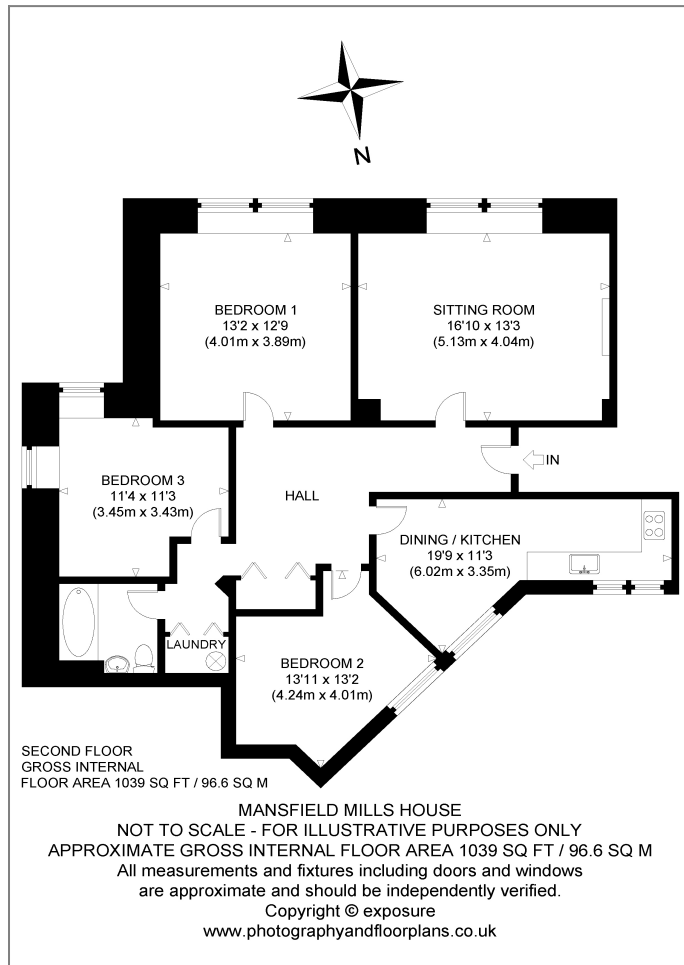 N
BEDROOM 1
13'2 x 12'9
(4.01m x 3.89m)
SITTING ROOM
16'10 x 13'3
(5.13m x 4.04m)
BEDROOM 3
11'4 x 11'3
(3.45m x 3.43m)
HALL
IN
DINING / KITCHEN
19'9 x 11'3
(6.02m x 3.35m)
LAUNDRY
BEDROOM 2
13'11 x 13'2
(4.24m x 4.01m)
SECOND FLOOR
GROSS INTERNAL
FLOOR AREA 1039 SQ FT / 96.6 SQ M
MANSFIELD MILLS HOUSE
NOT TO SCALE - FOR ILLUSTRATIVE PURPOSES ONLY
APPROXIMATE GROSS INTERNAL FLOOR AREA 1039 SQ FT / 96.6 SQ M
All measurements and fixtures including doors and windows
are approximate and should be independently verified.
Copyright © exposure
www.photographyandfloorplans.co.uk